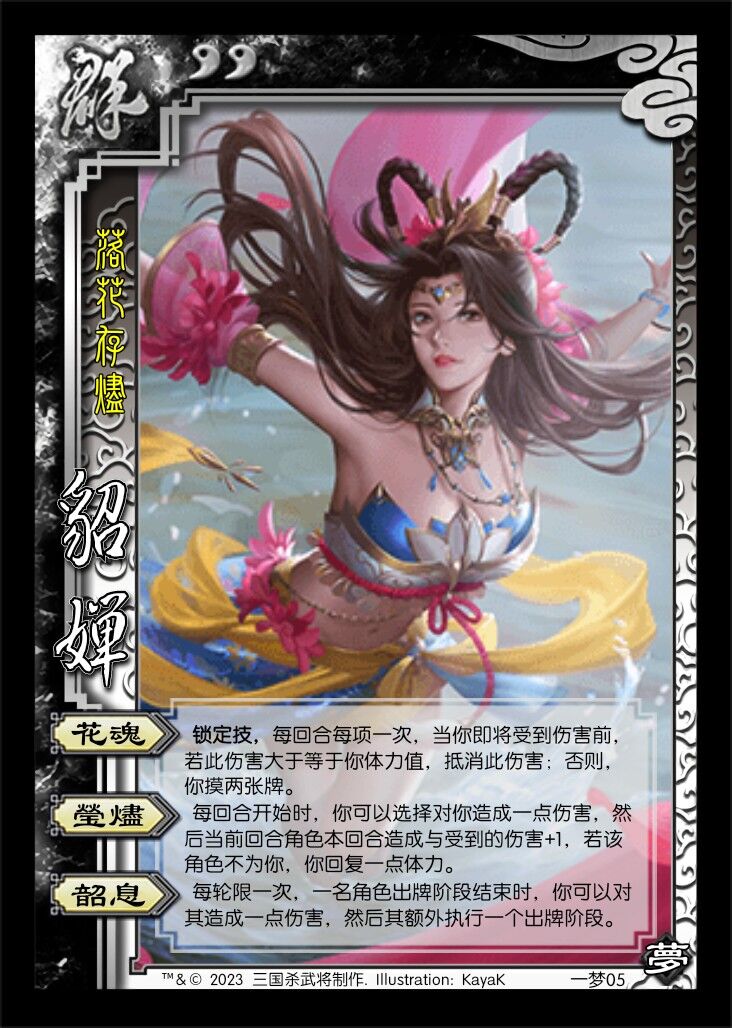 群
落花存燼
貂蟬
花魂
锁定技，每回合每项一次，当你即将受到伤害前，
若此伤害大于等于你体力值，抵消此伤害；否则，
你摸两张牌。
瑩燼
每回合开始时，你可以选择对你造成一点伤害，然
后当前回合角色本回合造成与受到的伤害+1，若该
角色不为你，你回复一点体力。
韶息
每轮限一次，一名角色出牌阶段结束时，你可以对
其造成一点伤害，然后其额外执行一个出牌阶段。
夢
™&© 2023 三国杀武将制作. Illustration: KayaK
一梦05